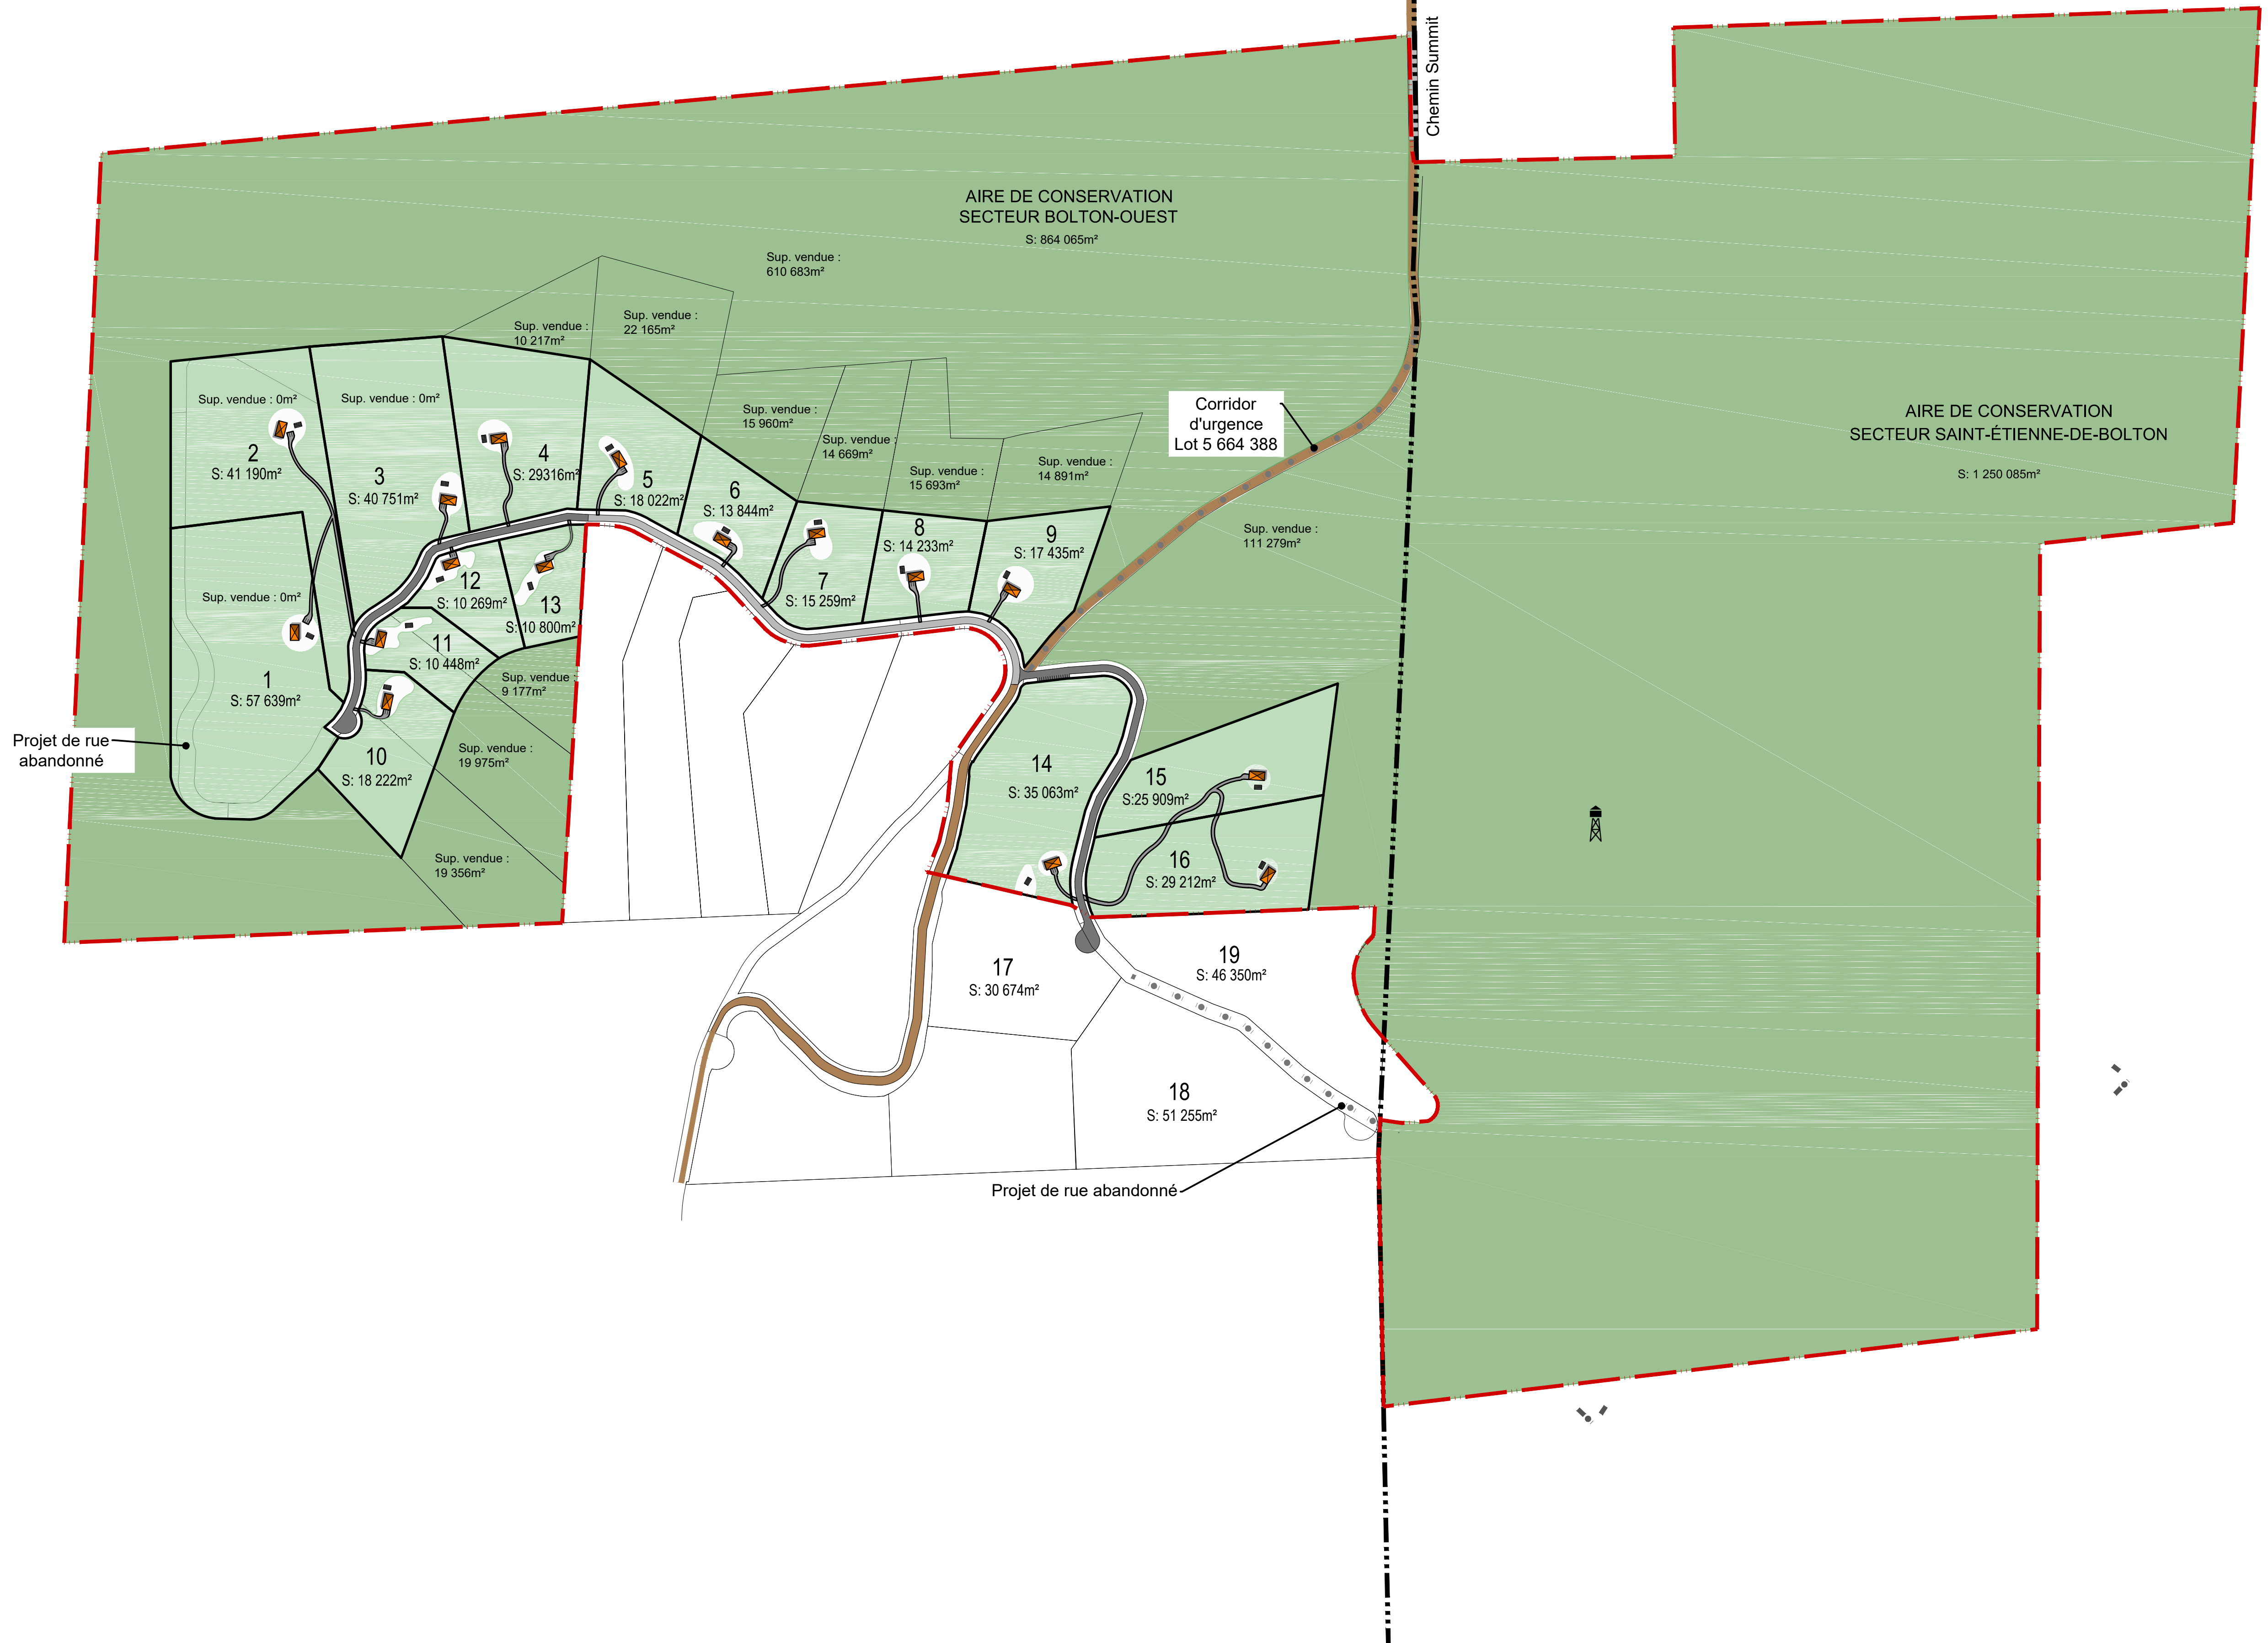 Chemin Summit
AIRE DE CONSERVATION
SECTEUR BOLTON-OUEST
S: 864 065m²
Sup. vendue :
610 683m²
Sup. vendue :
10 217m²
Sup. vendue :
22 165m²
Sup. vendue : 0m²
2
S: 41 190m²
Sup. vendue : 0m²
3
S: 40 751m²
4
S: 29316m²
5
S: 18 022m²
6
S: 13 844m²
Sup. vendue :
15 960m²
Sup. vendue :
14 669m²
Sup. vendue :
15 693m²
Sup. vendue :
14 891m²
7
S: 15 259m²
8
S: 14 233m²
9
S: 17 435m²
Corridor
d'urgence
Lot 5 664 388
Sup. vendue :
111 279m²
AIRE DE CONSERVATION
SECTEUR SAINT-ÉTIENNE-DE-BOLTON
S: 1 250 085m²
Sup. vendue : 0m²
1
S: 57 639m²
12
S: 10 269m²
13
S: 10 800m²
11
S: 10 448m²
Sup. vendue :
9 177m²
Projet de rue
abandonné
10
S: 18 222m²
Sup. vendue :
19 975m²
Sup. vendue :
19 356m²
14
S: 35 063m²
15
S:25 909m²
16
S: 29 212m²
17
S: 30 674m²
19
S: 46 350m²
18
S: 51 255m²
Projet de rue abandonné